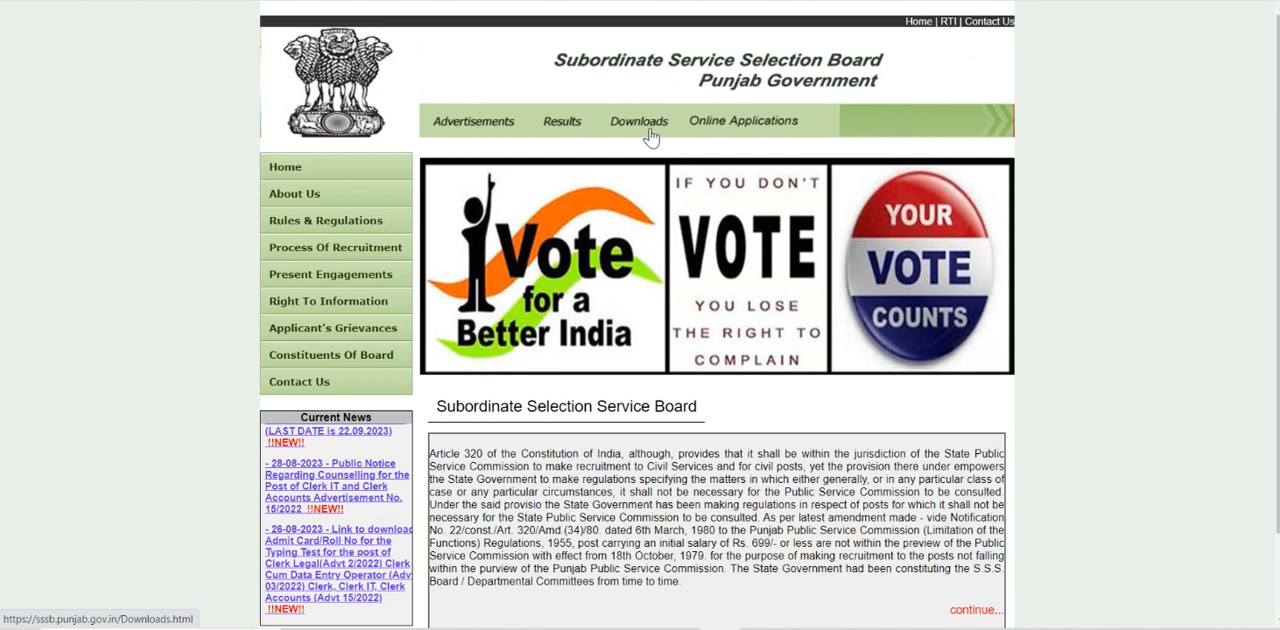 Home | RTI | Contact Us
Subordinate Service Selection Board
Punjab Government
Advertisements Results Downloads Online Applications
Home
About Us
Rules & Regulations
Process Of Recruitment
Present Engagements
Right To Information
Applicant's Grievances
Constituents Of Board
Contact Us
Vote
for a
Better India
IF YOU DON'T
VOTE
YOU LOSE
THE RIGHT TO
COMPLAIN
YOUR
VOTE
COUNTS
Current News
(LAST DATE is 22.09.2023)
!!NEW!!
- 28-08-2023 - Public Notice
Regarding Counselling for the
Post of Clerk IT and Clerk
Accounts Advertisement No.
15/2022 !!NEW!!
- 26-08-2023 - Link to download
Admit Card/Roll No for the
Typing Test for the post of
Clerk Legal(Advt 2/2022) Clerk
Cum Data Entry Operator (Adv
03/2022) Clerk, Clerk IT, Clerk
Accounts (Advt 15/2022)
!!NEW!!
Subordinate Selection Service Board
Article 320 of the Constitution of India, although, provides that it shall be within the jurisdiction of the State Public
Service Commission to make recruitment to Civil Services and for civil posts, yet the provision there under empowers
the State Government to make regulations specifying the matters in which either generally, or in any particular class of
case or any particular circumstances, it shall not be necessary for the Public Service Commission to be consulted.
Under the said provisio the State Government has been making regulations in respect of posts for which it shall not be
necessary for the State Public Service Commission to be consulted. As per latest amendment made - vide Notification
No. 22/const./Art. 320/Amd (34)/80. dated 6th March, 1980 to the Punjab Public Service Commission (Limitation of the
Functions) Regulations, 1955, post carrying an initial salary of Rs. 699/- or less are not within the preview of the Public
Service Commission with effect from 18th October, 1979. for the purpose of making recruitment to the posts not falling
within the purview of the Punjab Public Service Commission. The State Government had been constituting the S.S.S.
Board / Departmental Committees from time to time.
continue...
https://sssb.punjab.gov.in/Downloads.html